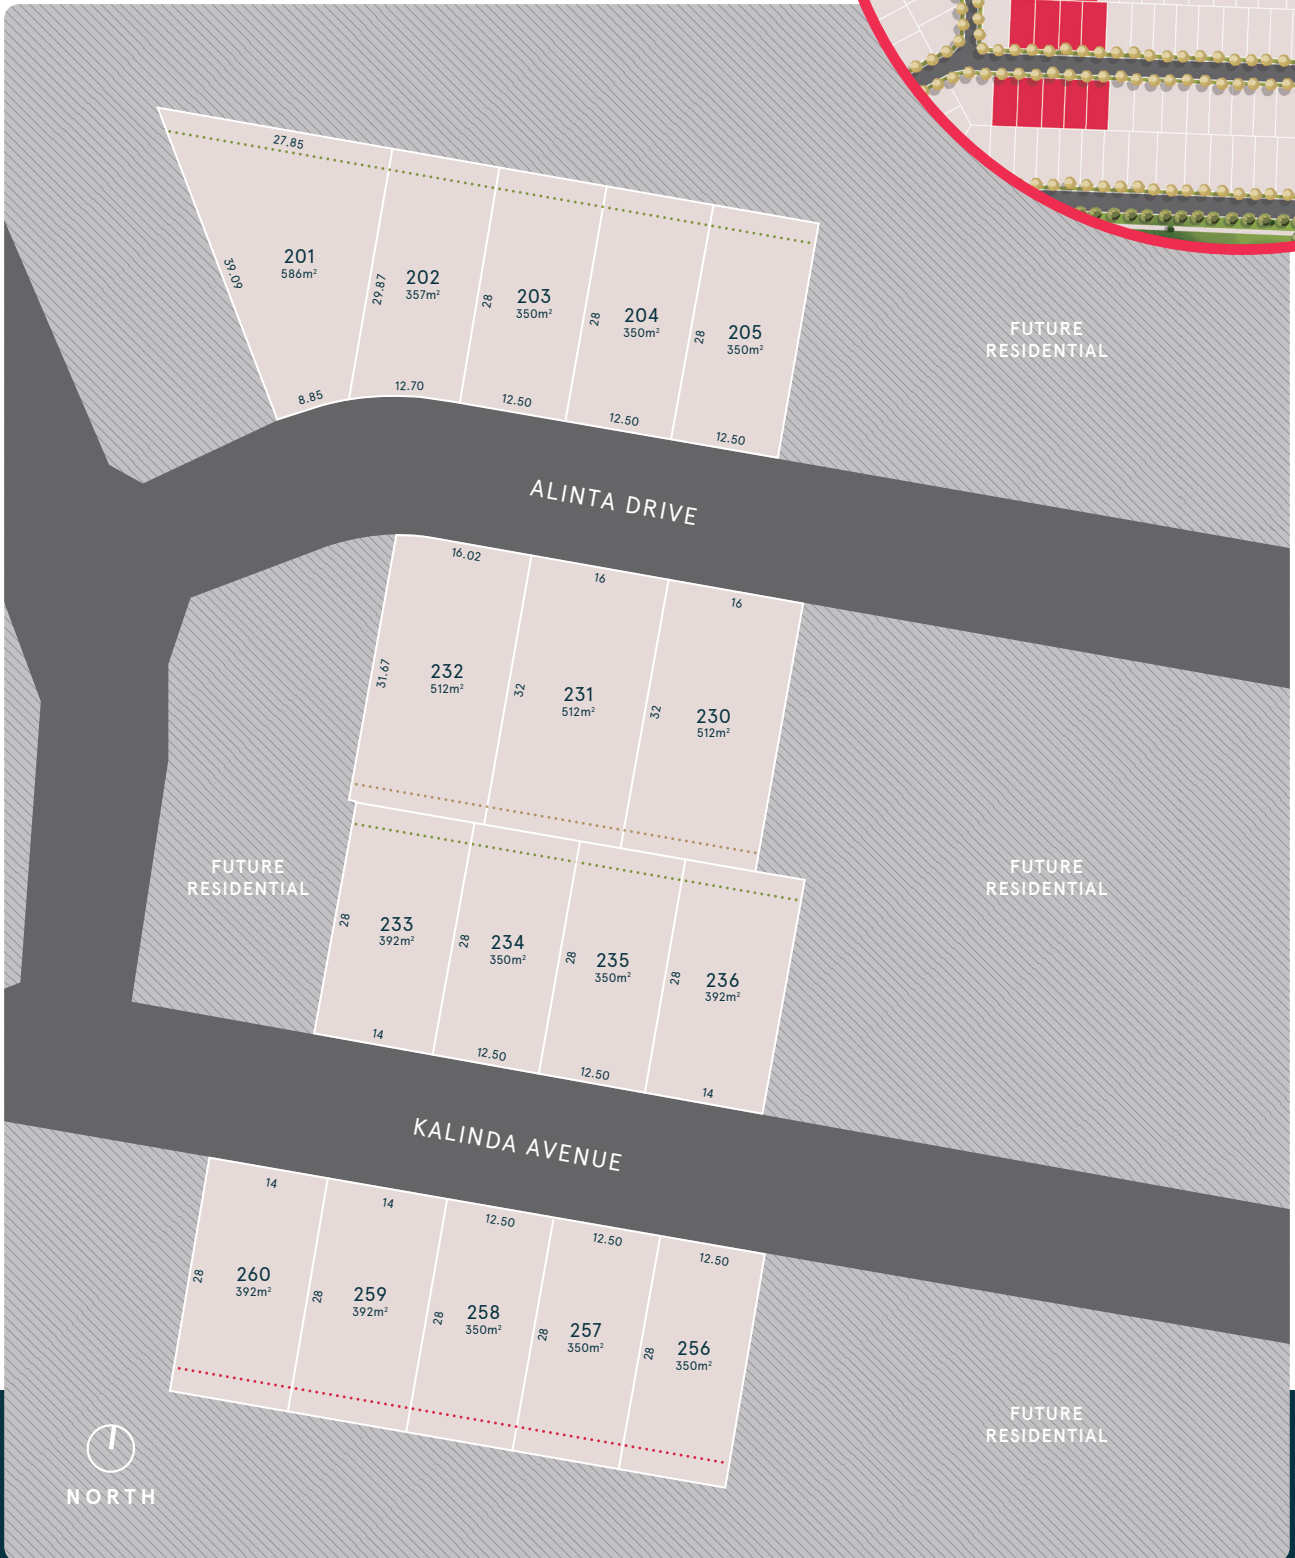 27.85
201
586m²
39.09
29.87
202
357m²
28
203
350m²
28
204
350m²
28
205
350m²
8.85
12.70
12.50
12.50
12.50
FUTURE
RESIDENTIAL
ALINTA DRIVE
16.02
16
16
31.67
232
512m²
32
231
512m²
32
230
512m²
FUTURE
RESIDENTIAL
FUTURE
RESIDENTIAL
28
233
392m²
28
234
350m²
28
235
350m²
28
236
392m²
14
12.50
12.50
14
KALINDA AVENUE
14
14
12.50
12.50
12.50
28
260
392m²
28
259
392m²
28
258
350m²
28
257
350m²
28
256
350m²
FUTURE
RESIDENTIAL
NORTH